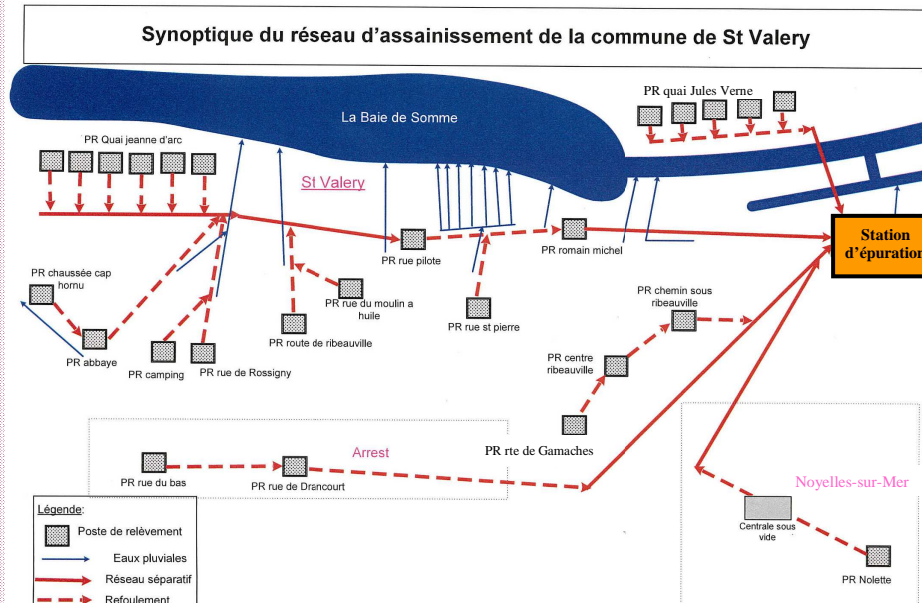 Synoptique du réseau d'assainissement de la commune de St Valery
PR quai Jules Verne
La Baie de Somme
PR Quai jeanne d'arc
St Valery
Station
d'épuration
PR rue pilote
PR romain michel
PR chaussée cap
hornu
PR rue du moulin a
huile
PR chemin sous
ribeauville
PR rue st pierre
PR route de ribeauville
PR abbaye
PR camping
PR rue de Rossigny
PR centre
ribeauville
PR rte de Gamaches
Arrest
PR rue du bas
PR rue de Drancourt
Noyelles-sur-Mer
Centrale sous
vide
PR Nolette
Légende:
Poste de relèvement
Eaux pluviales
Réseau séparatif
Refoulement